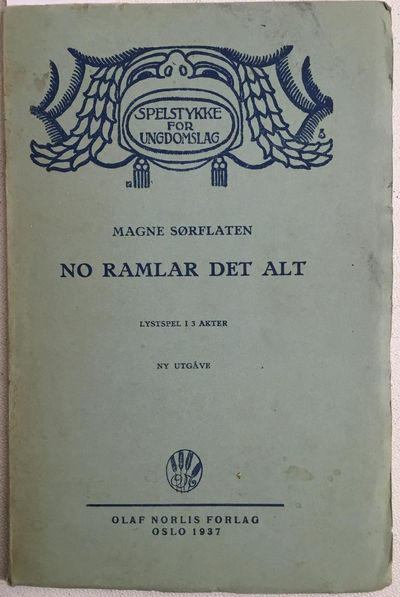 SPELSTYKKE
FOR
UNGDOMSLAG
MAGNE SØRFLATEN
NO RAMLAR DET ALT
LYSTSPEL I 3 AKTER
NY UTGÅVE
OLAF NORLIS FORLAG
OSLO 1937